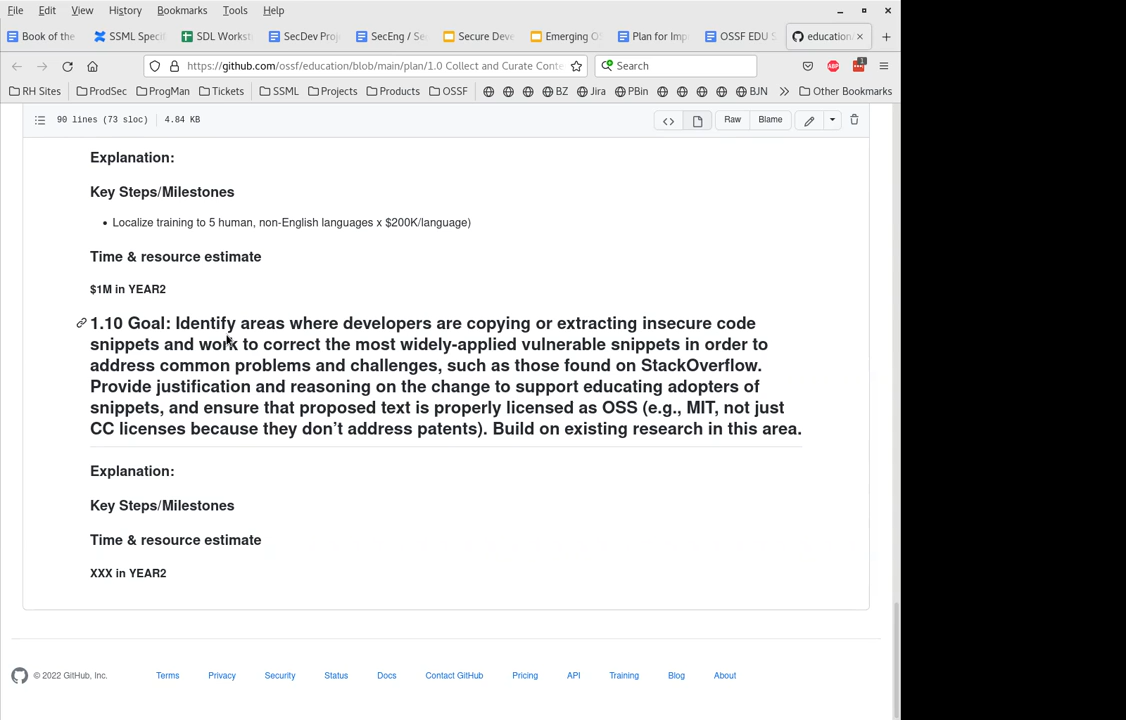 File Edit View History Bookmarks Tools Help
Book of the SSML Speci SDL Workst SecDev Proj SecEng / Se Secure Deve Emerging O Plan for Imp OSSF EDU S education
https://github.com/ossf/education/blob/main/plan/1.0 Collect and Curate Conte Search
RH Sites ProdSec ProgMan Tickets SSML Projects Products OSSF BZ Jira PBin BJN Other Bookmarks
90 lines (73 sloc) 4.84 KB Raw Blame
Explanation:
Key Steps/Milestones
• Localize training to 5 human, non-English languages x $200K/language)
Time & resource estimate
$1M in YEAR2
1.10 Goal: Identify areas where developers are copying or extracting insecure code
snippets and work to correct the most widely-applied vulnerable snippets in order to
address common problems and challenges, such as those found on StackOverflow.
Provide justification and reasoning on the change to support educating adopters of
snippets, and ensure that proposed text is properly licensed as OSS (e.g., MIT, not just
CC licenses because they don’t address patents). Build on existing research in this area.
Explanation:
Key Steps/Milestones
Time & resource estimate
XXX in YEAR2
© 2022 GitHub, Inc. Terms Privacy Security Status Docs Contact GitHub Pricing API Training Blog About